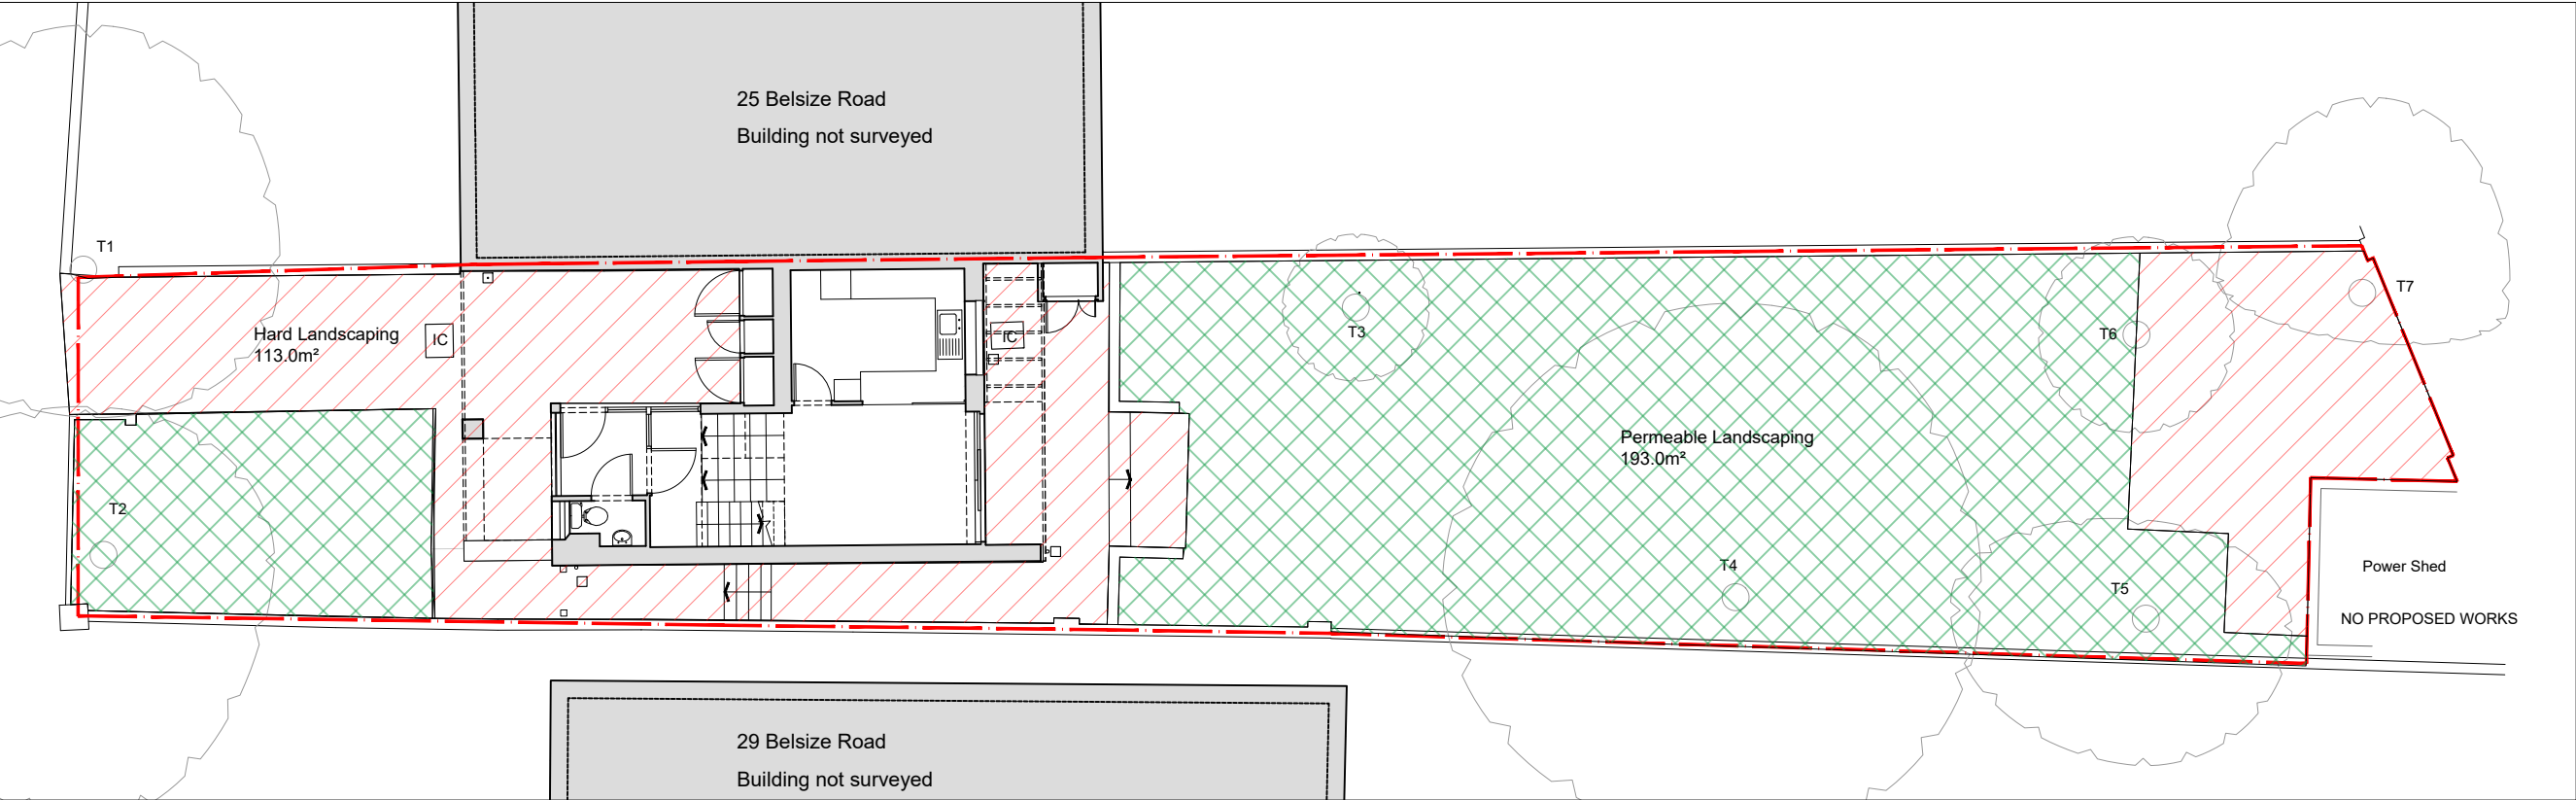 25 Belsize Road
Building not surveyed
T1
Hard Landscaping
113.0m²
IC
IC
T3
T6
T7
T2
Permeable Landscaping
193.0m²
T4
T5
Power Shed
NO PROPOSED WORKS
29 Belsize Road
Building not surveyed